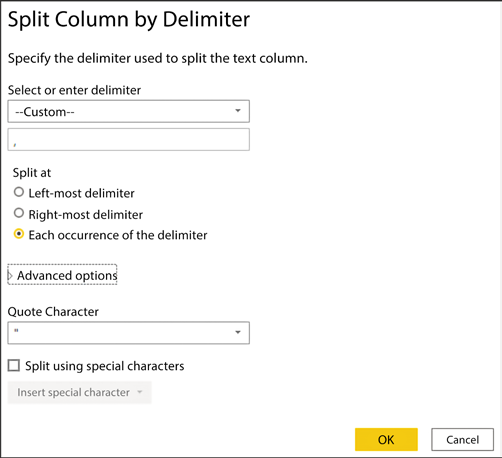 Split Column by Delimiter
Specify the delimiter used to split the text column.
Select or enter delimiter
--Custom--
,
Split at
Left-most delimiter
Right-most delimiter
Each occurrence of the delimiter
Advanced options
Quote Character
"
Split using special characters
Insert special character
OK
Cancel